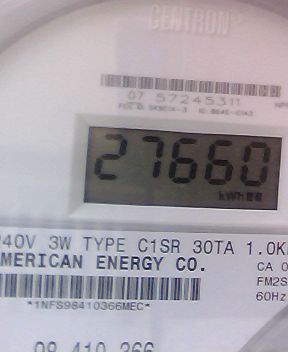 CENTRON
07 57245311
27660
kWh
240V 3W TYPE C1SR 30TA 1.0K
AMERICAN ENERGY CO.
CA 0
FM2S
60Hz
*1NFS98410366MEC*
98 410 366